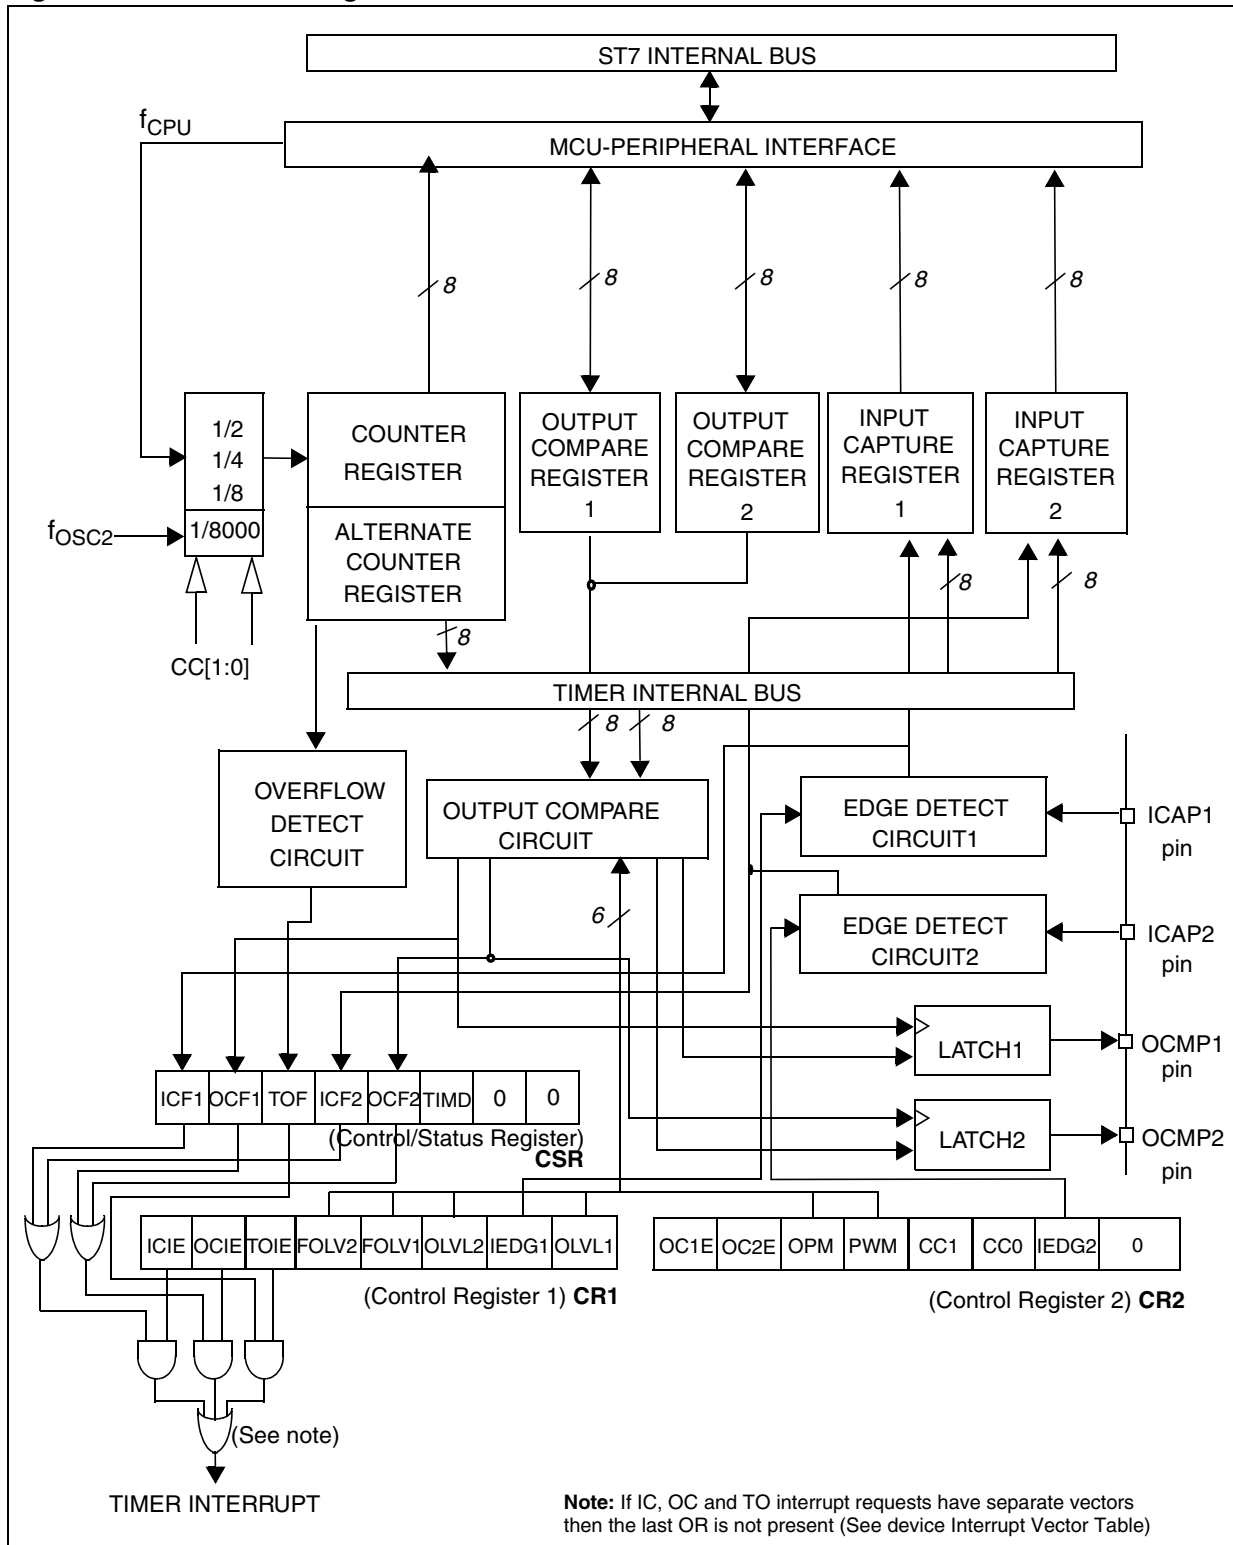 ST7 INTERNAL BUS
fCPU
MCU-PERIPHERAL INTERFACE
8
8
8
8
8
1/2
1/4
1/8
1/8000
fOSC2
CC[1:0]
COUNTER
REGISTER
ALTERNATE
COUNTER
REGISTER
OUTPUT
COMPARE
REGISTER
1
OUTPUT
COMPARE
REGISTER
2
INPUT
CAPTURE
REGISTER
1
INPUT
CAPTURE
REGISTER
2
8
8
8
TIMER INTERNAL BUS
8
8
OVERFLOW
DETECT
CIRCUIT
OUTPUT COMPARE
CIRCUIT
6
EDGE DETECT
CIRCUIT1
EDGE DETECT
CIRCUIT2
ICAP1
pin
ICAP2
pin
LATCH1
OCMP1
pin
LATCH2
OCMP2
pin
ICF1 OCF1 TOF ICF2 OCF2 TIMD 0 0
(Control/Status Register)
CSR
ICIE OCIE TOIE FOLV2 FOLV1 OLVL2 IEDG1 OLVL1
(Control Register 1) CR1
OC1E OC2E OPM PWM CC1 CC0 IEDG2 0
(Control Register 2) CR2
(See note)
TIMER INTERRUPT
Note: If IC, OC and TO interrupt requests have separate vectors
then the last OR is not present (See device Interrupt Vector Table)